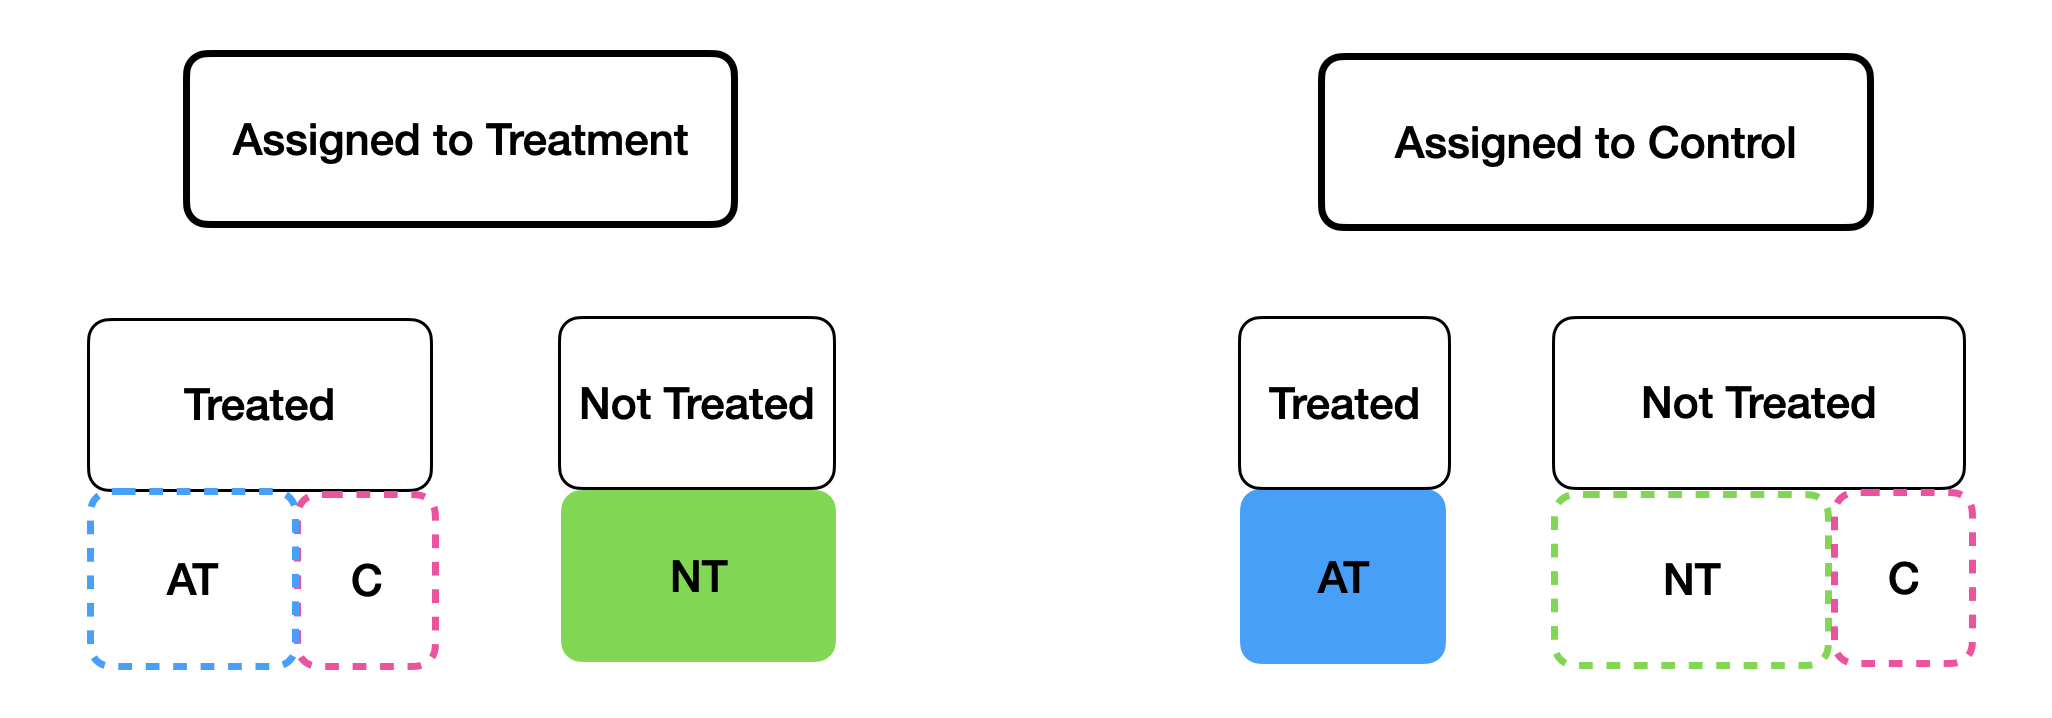 Assigned to Treatment
Assigned to Control
Treated
Not Treated
Treated
Not Treated
AT
C
NT
AT
NT
C